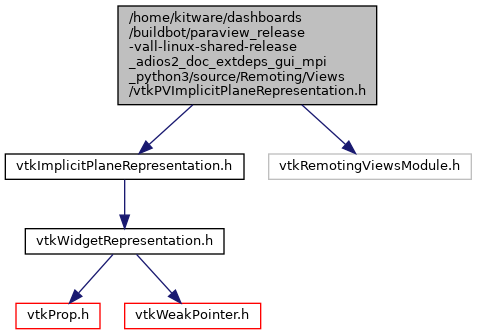 /home/kitware/dashboards
/buildbot/paraview_release
-vall-linux-shared-release
_adios2_doc_extdeps_gui_mpi
_python3/source/Remoting/Views
/vtkPVImplicitPlaneRepresentation.h
vtkImplicitPlaneRepresentation.h
vtkRemotingViewsModule.h
vtkWidgetRepresentation.h
vtkProp.h
vtkWeakPointer.h